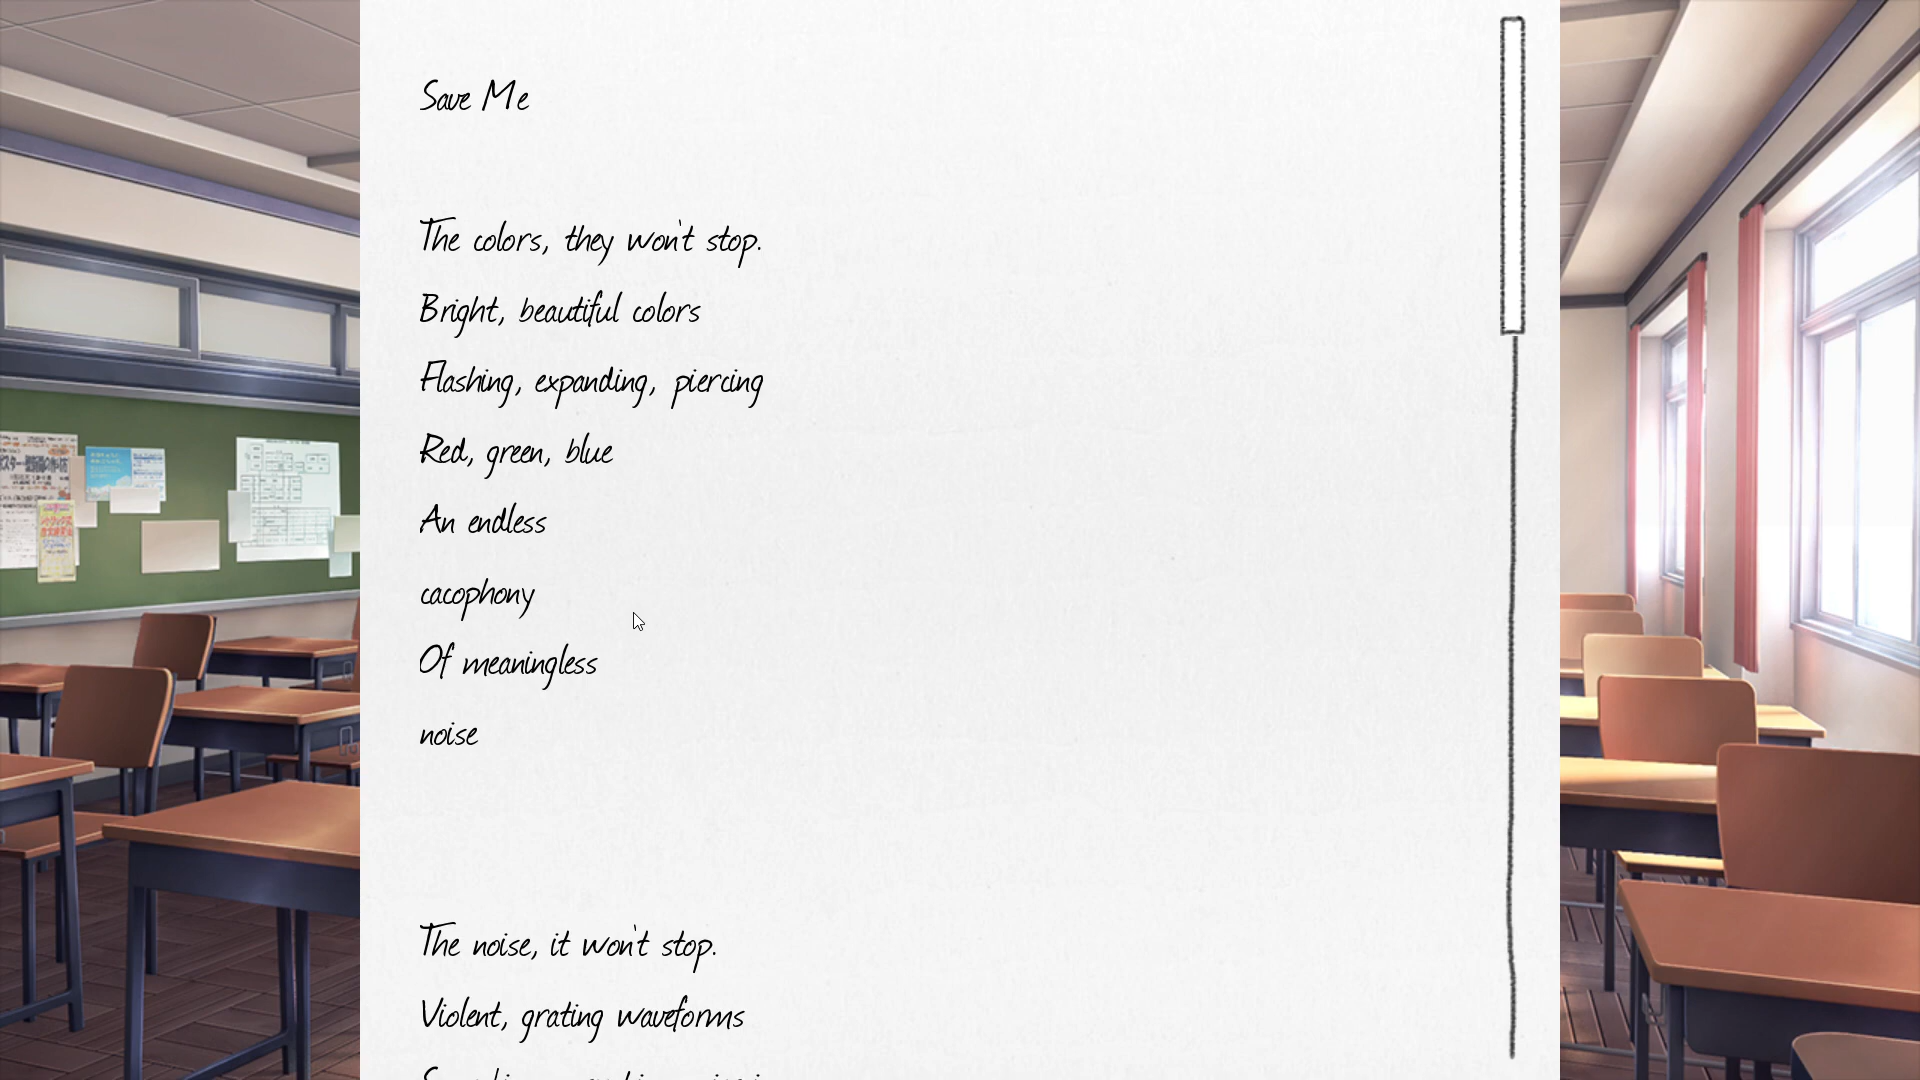 Save Me
The colors, they won't stop.
Bright, beautiful colors
Flashing, expanding, piercing
Red, green, blue
An endless
cacophony
Of meaningless
noise
The noise, it won't stop.
Violent, grating waveforms